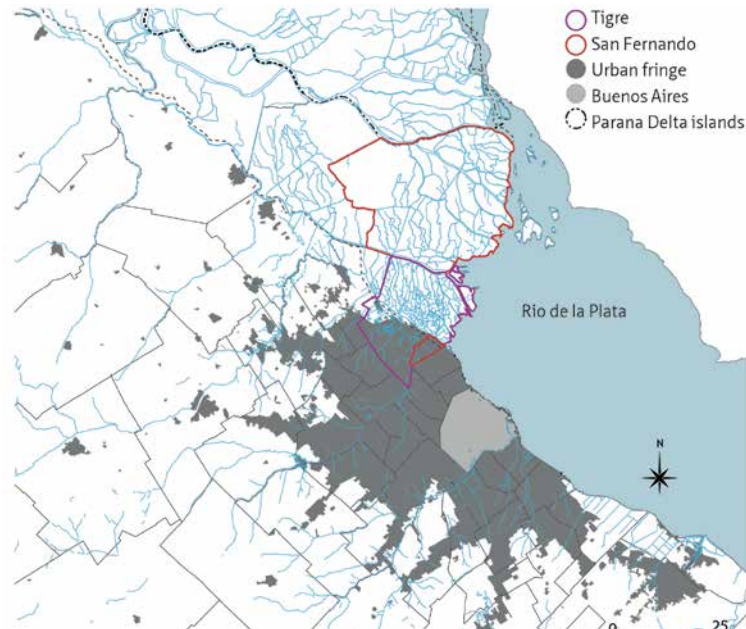 Tigre
San Fernando
Urban fringe
Buenos Aires
Parana Delta islands
Rio de la Plata
N
0 25